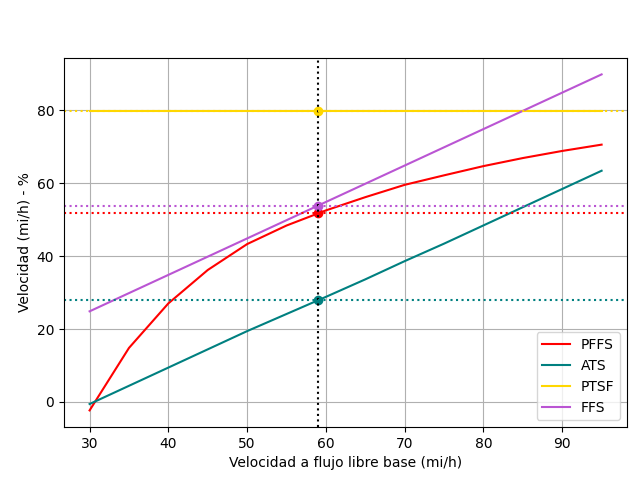 Velocidad (mi/h) - %
80
60
40
20
0
30 40 50 60 70 80 90
Velocidad a flujo libre base (mi/h)
PFFS
ATS
PTSF
FFS